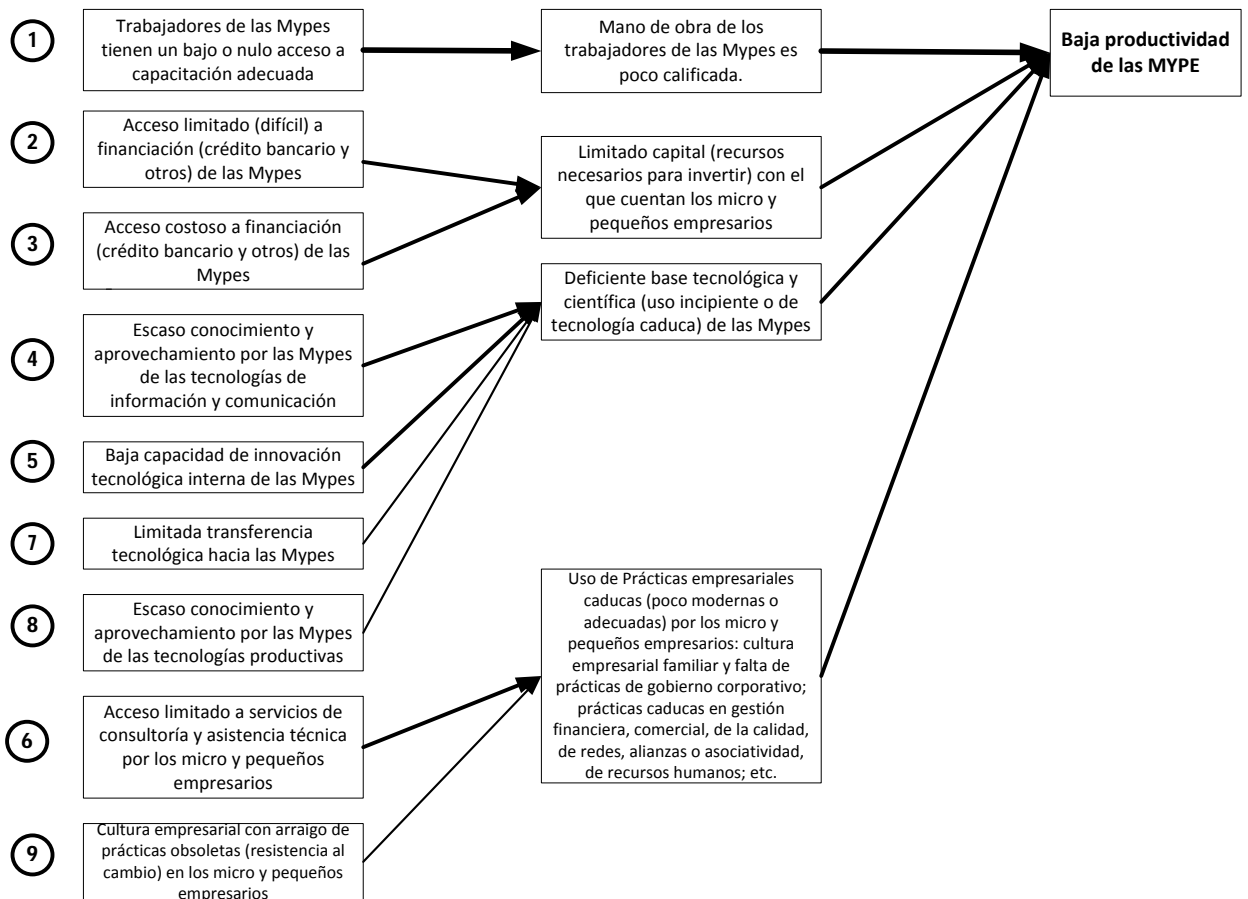 1
Trabajadores de las Mypes
tienen un bajo o nulo acceso a
capacitación adecuada
Mano de obra de los
trabajadores de las Mypes es
poco calificada.
Baja productividad
de las MYPE
2
Acceso limitado (difícil) a
financiación (crédito bancario y
otros) de las Mypes
Limitado capital (recursos
necesarios para invertir) con el
que cuentan los micro y
pequeños empresarios
3
Acceso costoso a financiación
(crédito bancario y otros) de las
Mypes
Deficiente base tecnológica y
científica (uso incipiente o de
tecnología caduca) de las Mypes
4
Escaso conocimiento y
aprovechamiento por las Mypes
de las tecnologías de
información y comunicación
5
Baja capacidad de innovación
tecnológica interna de las Mypes
7
Limitada transferencia
tecnológica hacia las Mypes
8
Escaso conocimiento y
aprovechamiento por las Mypes
de las tecnologías productivas
Uso de Prácticas empresariales
caducas (poco modernas o
adecuadas) por los micro y
pequeños empresarios: cultura
empresarial familiar y falta de
prácticas de gobierno corporativo;
prácticas caducas en gestión
financiera, comercial, de la calidad,
de redes, alianzas o asociatividad,
de recursos humanos; etc.
6
Acceso limitado a servicios de
consultoría y asistencia técnica
por los micro y pequeños
empresarios
9
Cultura empresarial con arraigo de
prácticas obsoletas (resistencia al
cambio) en los micro y pequeños
empresarios